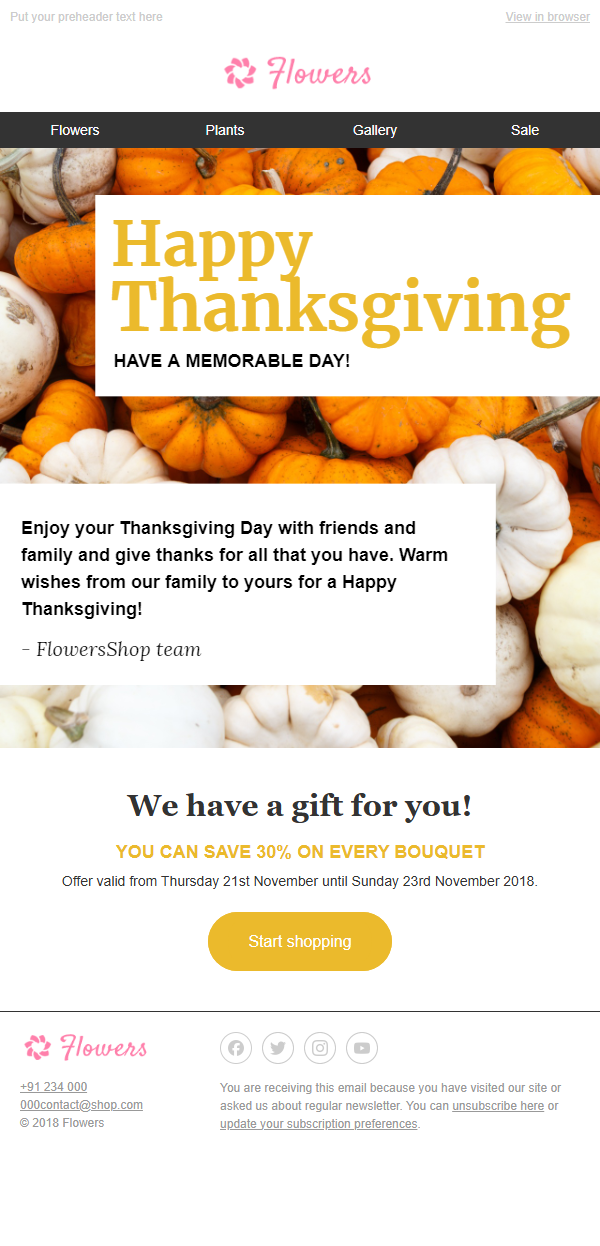 Put your preheader text here
View in browser
Flowers
Flowers
Plants
Gallery
Sale
Happy
Thanksgiving
HAVE A MEMORABLE DAY!
Enjoy your Thanksgiving Day with friends and
family and give thanks for all that you have. Warm
wishes from our family to yours for a Happy
Thanksgiving!
- FlowersShop team
We have a gift for you!
YOU CAN SAVE 30% ON EVERY BOUQUET
Offer valid from Thursday 21st November until Sunday 23rd November 2018.
Start shopping
Flowers
+91 234 000
000contact@shop.com
© 2018 Flowers
You are receiving this email because you have visited our site or
asked us about regular newsletter. You can unsubscribe here or
update your subscription preferences.